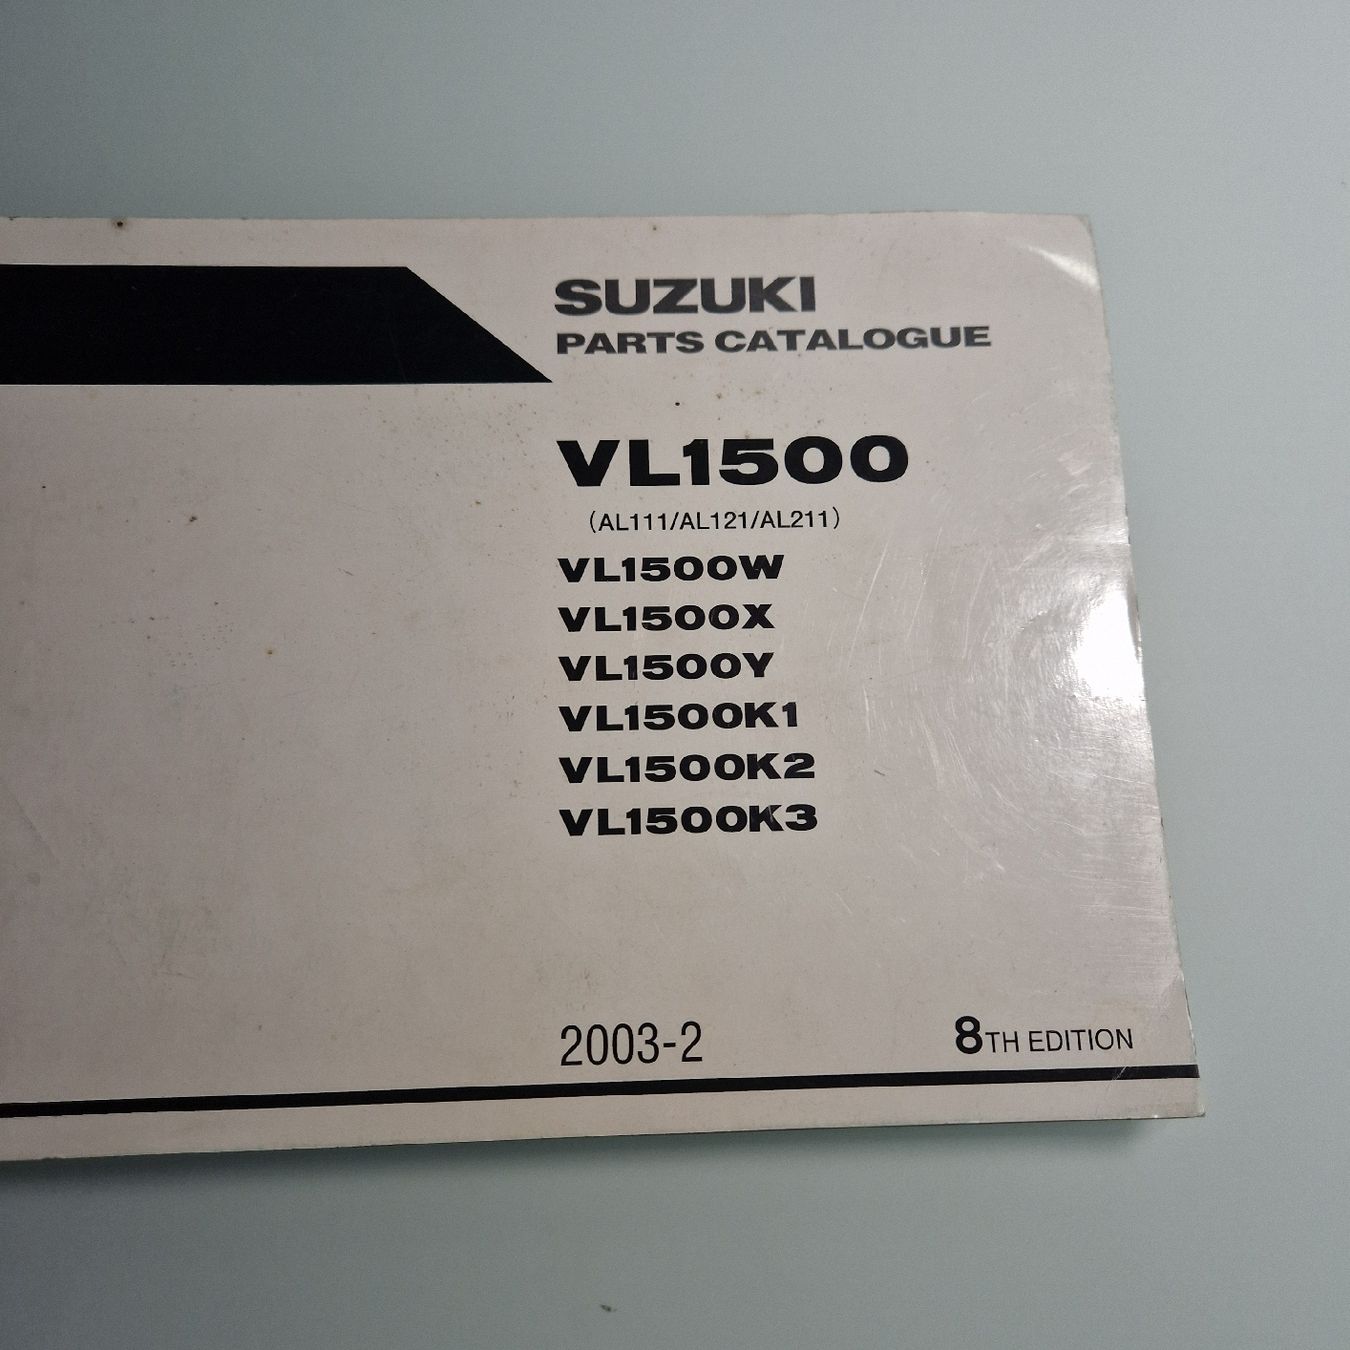 SUZUKI
PARTS CATALOGUE
VL1500
(AL111/AL121/AL211)
VL1500W
VL1500X
VL1500Y
VL1500K1
VL1500K2
VL1500K3
2003-2
8TH EDITION